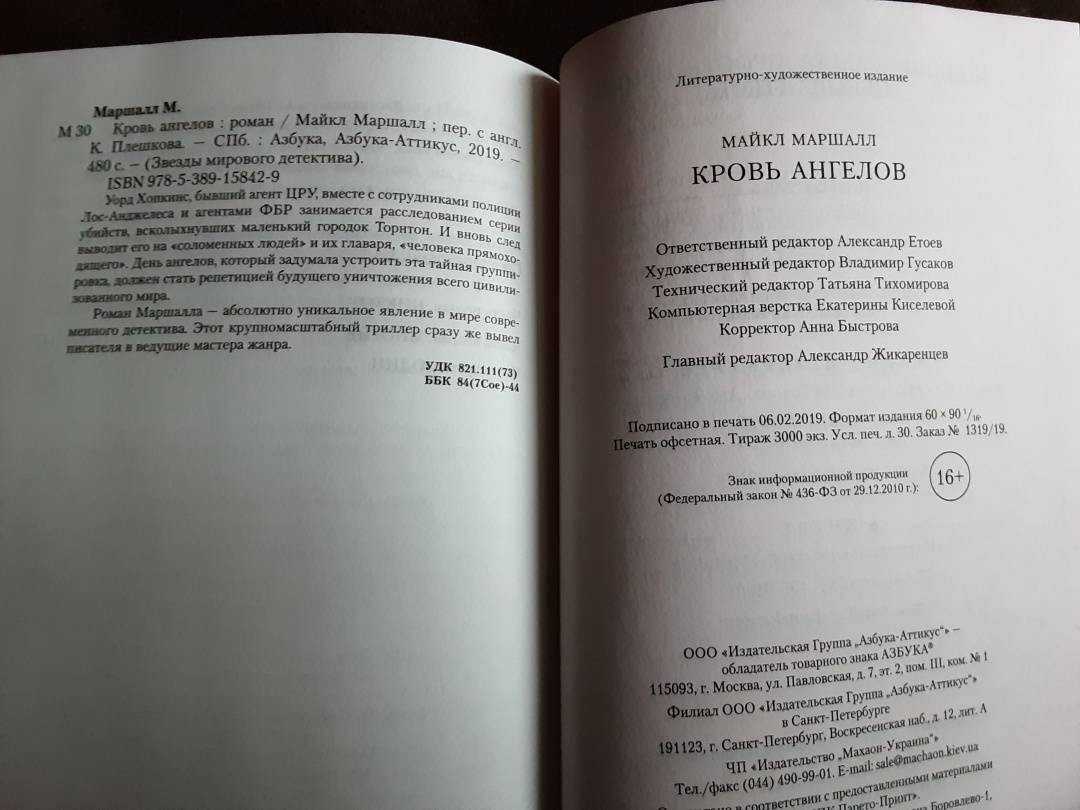 Маршалл М.
М 30 Кровь ангелов : роман / Майкл Маршалл ; пер. с англ.
К. Плешкова. — СПб. : Азбука, Азбука-Аттикус, 2019. —
480 с. — (Звезды мирового детектива).
ISBN 978-5-389-15842-9
Уорд Хопкинс, бывший агент ЦРУ, вместе с сотрудниками полиции
Лос-Анджелеса и агентами ФБР занимается расследованием серии
убийств, всколыхнувших маленький городок Торнтон. И вновь след
выводит его на «соломенных людей» и их главаря, «человека прямохо-
дящего». День ангелов, который задумала устроить эта тайная группи-
ровка, должен стать репетицией будущего уничтожения всего цивили-
зованного мира.
Роман Маршалла — абсолютно уникальное явление в мире совре-
менного детектива. Этот крупномасштабный триллер сразу же вывел
писателя в ведущие мастера жанра.
УДК 821.111(73)
ББК 84(7Сое)-44
Литературно-художественное издание
МАЙКЛ МАРШАЛЛ
КРОВЬ АНГЕЛОВ
Ответственный редактор Александр Етоев
Художественный редактор Владимир Гусаков
Технический редактор Татьяна Тихомирова
Компьютерная верстка Екатерины Киселевой
Корректор Анна Быстрова
Главный редактор Александр Жикаренцев
Подписано в печать 06.02.2019. Формат издания 60 × 90 1/16.
Печать офсетная. Тираж 3000 экз. Усл. печ. л. 30. Заказ № 1319/19.
Знак информационной продукции
(Федеральный закон № 436-ФЗ от 29.12.2010 г.):
16+
ООО «Издательская Группа „Азбука-Аттикус“» —
обладатель товарного знака АЗБУКА®
115093, г. Москва, ул. Павловская, д. 7, эт. 2, пом. III, ком. № 1
Филиал ООО «Издательская Группа „Азбука-Аттикус“»
в Санкт-Петербурге
191123, г. Санкт-Петербург, Воскресенская наб., д. 12, лит. А
ЧП «Издательство „Махаон-Украина“»
Тел./факс (044) 490-99-01. E-mail: sale@machaon.kiev.ua
в соответствии с предоставленными материалами
Парето-Принт».
Боровлево-1,